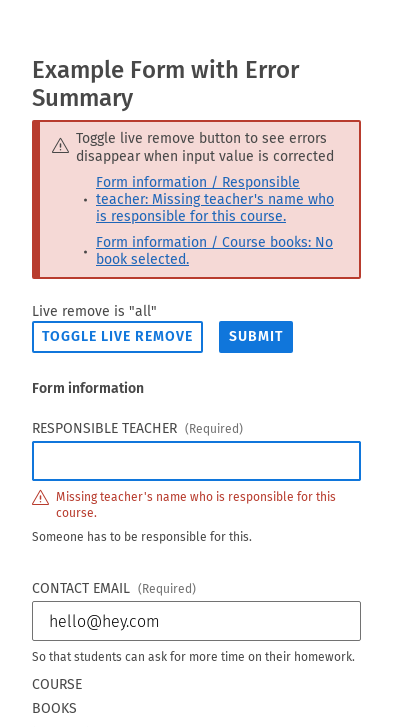 Example Form with Error
Summary
Toggle live remove button to see errors
disappear when input value is corrected
• Form information / Responsible
teacher: Missing teacher's name who
is responsible for this course.
• Form information / Course books: No
book selected.
Live remove is "all"
TOGGLE LIVE REMOVE
SUBMIT
Form information
RESPONSIBLE TEACHER (Required)
Missing teacher's name who is responsible for this
course.
Someone has to be responsible for this.
CONTACT EMAIL (Required)
hello@hey.com
So that students can ask for more time on their homework.
COURSE
BOOKS